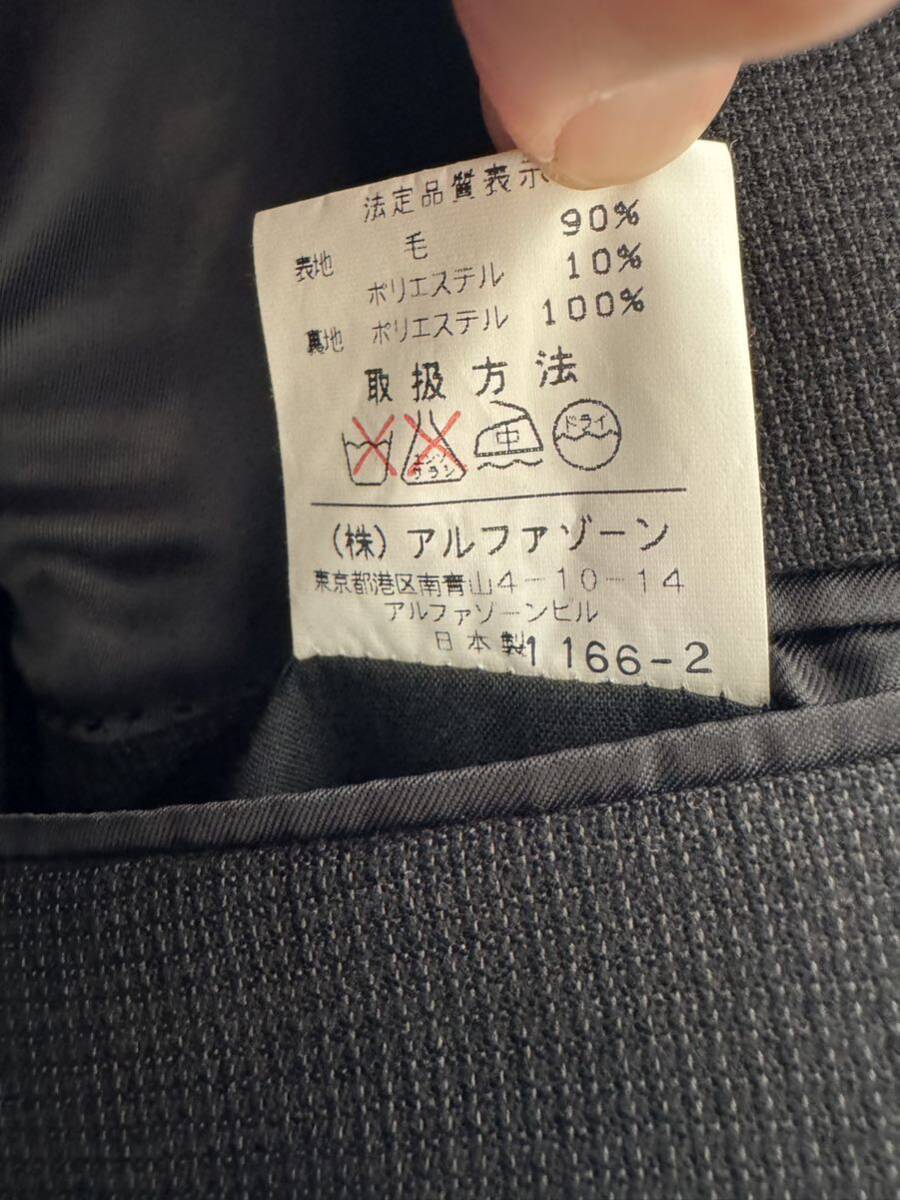 法定品質表示
表地 毛 90%
ポリエステル 10%
裏地 ポリエステル 100%
取扱方法
中 ドライ
(株)アルファゾーン
東京都港区南青山4-10-14
アルファゾーンビル
日本製1 166-2